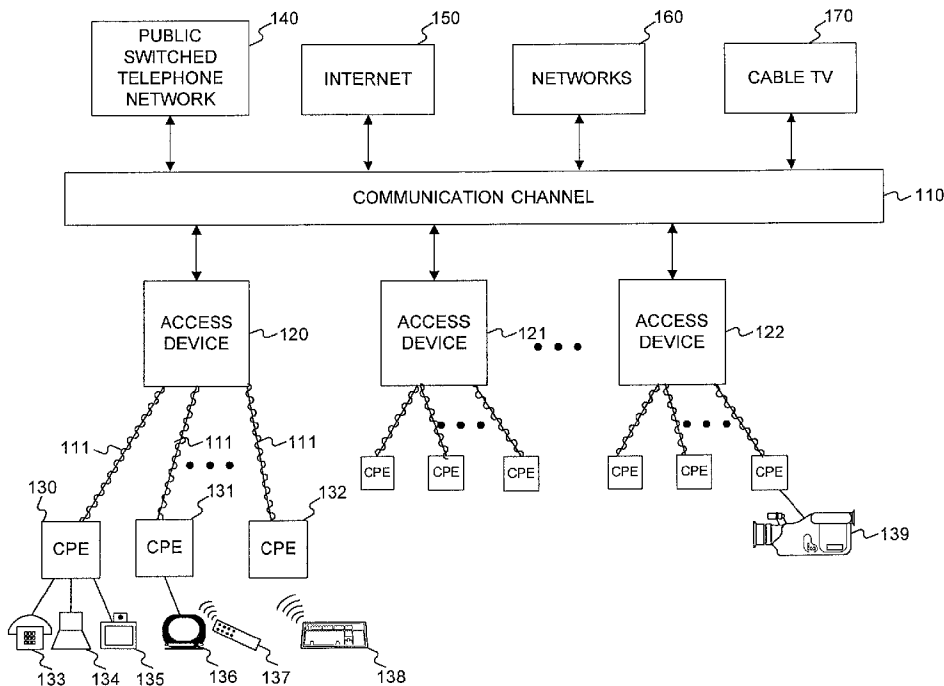 140
150
160
170
PUBLIC
SWITCHED
TELEPHONE
NETWORK
INTERNET
NETWORKS
CABLE TV
COMMUNICATION CHANNEL
110
ACCESS
DEVICE
120
ACCESS
DEVICE
121
ACCESS
DEVICE
122
111
111
111
130
131
132
CPE
CPE
CPE
CPE
CPE
CPE
CPE
CPE
CPE
139
133
134
135
136
137
138